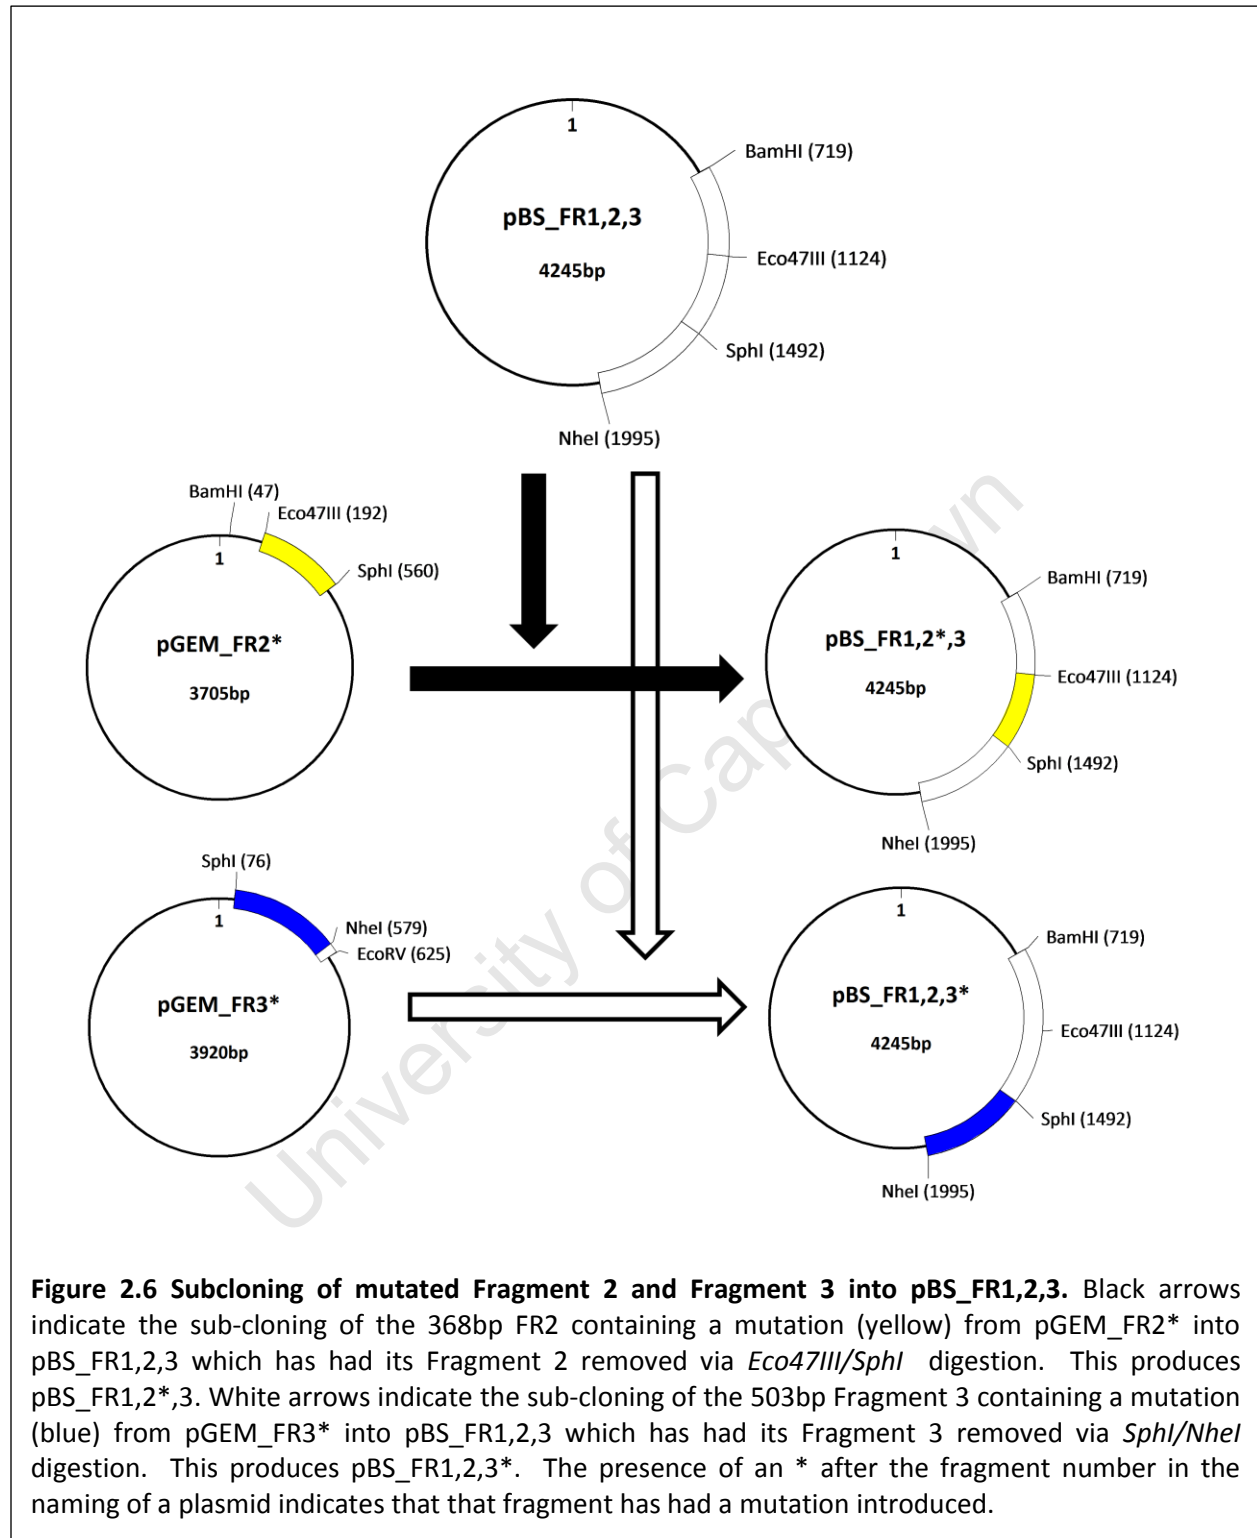 1
BamHI (719)
pBS_FR1,2,3
4245bp
Eco47III (1124)
SphI (1492)
NheI (1995)
BamHI (47)
Eco47III (192)
1
SphI (560)
pGEM_FR2*
3705bp
1
BamHI (719)
pBS_FR1,2*,3
4245bp
Eco47III (1124)
SphI (1492)
NheI (1995)
SphI (76)
1
NheI (579)
EcoRV (625)
pGEM_FR3*
3920bp
1
BamHI (719)
pBS_FR1,2,3*
4245bp
Eco47III (1124)
SphI (1492)
NheI (1995)
University of Cap wn
Figure 2.6 Subcloning of mutated Fragment 2 and Fragment 3 into pBS_FR1,2,3. Black arrows
indicate the sub-cloning of the 368bp FR2 containing a mutation (yellow) from pGEM_FR2* into
pBS_FR1,2,3 which has had its Fragment 2 removed via Eco47III/SphI digestion. This produces
pBS_FR1,2*,3. White arrows indicate the sub-cloning of the 503bp Fragment 3 containing a mutation
(blue) from pGEM_FR3* into pBS_FR1,2,3 which has had its Fragment 3 removed via SphI/NheI
digestion. This produces pBS_FR1,2,3*. The presence of an * after the fragment number in the
naming of a plasmid indicates that that fragment has had a mutation introduced.